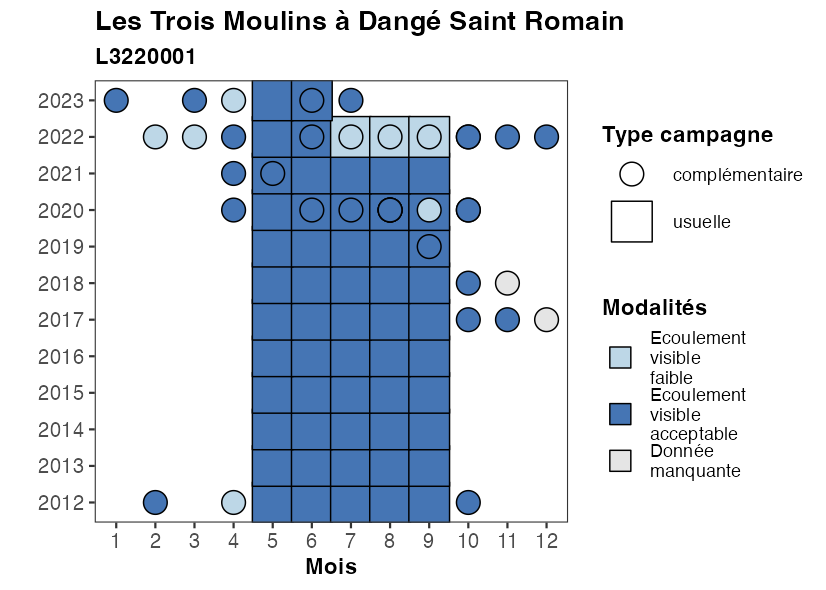 Les Trois Moulins à Dangé Saint Romain
L3220001
2023
2022
2021
2020
2019
2018
2017
2016
2015
2014
2013
2012
1 2 3 4 5 6 7 8 9 10 11 12
Mois
Type campagne
complémentaire
usuelle
Modalités
Ecoulement
visible
faible
Ecoulement
visible
acceptable
Donnée
manquante